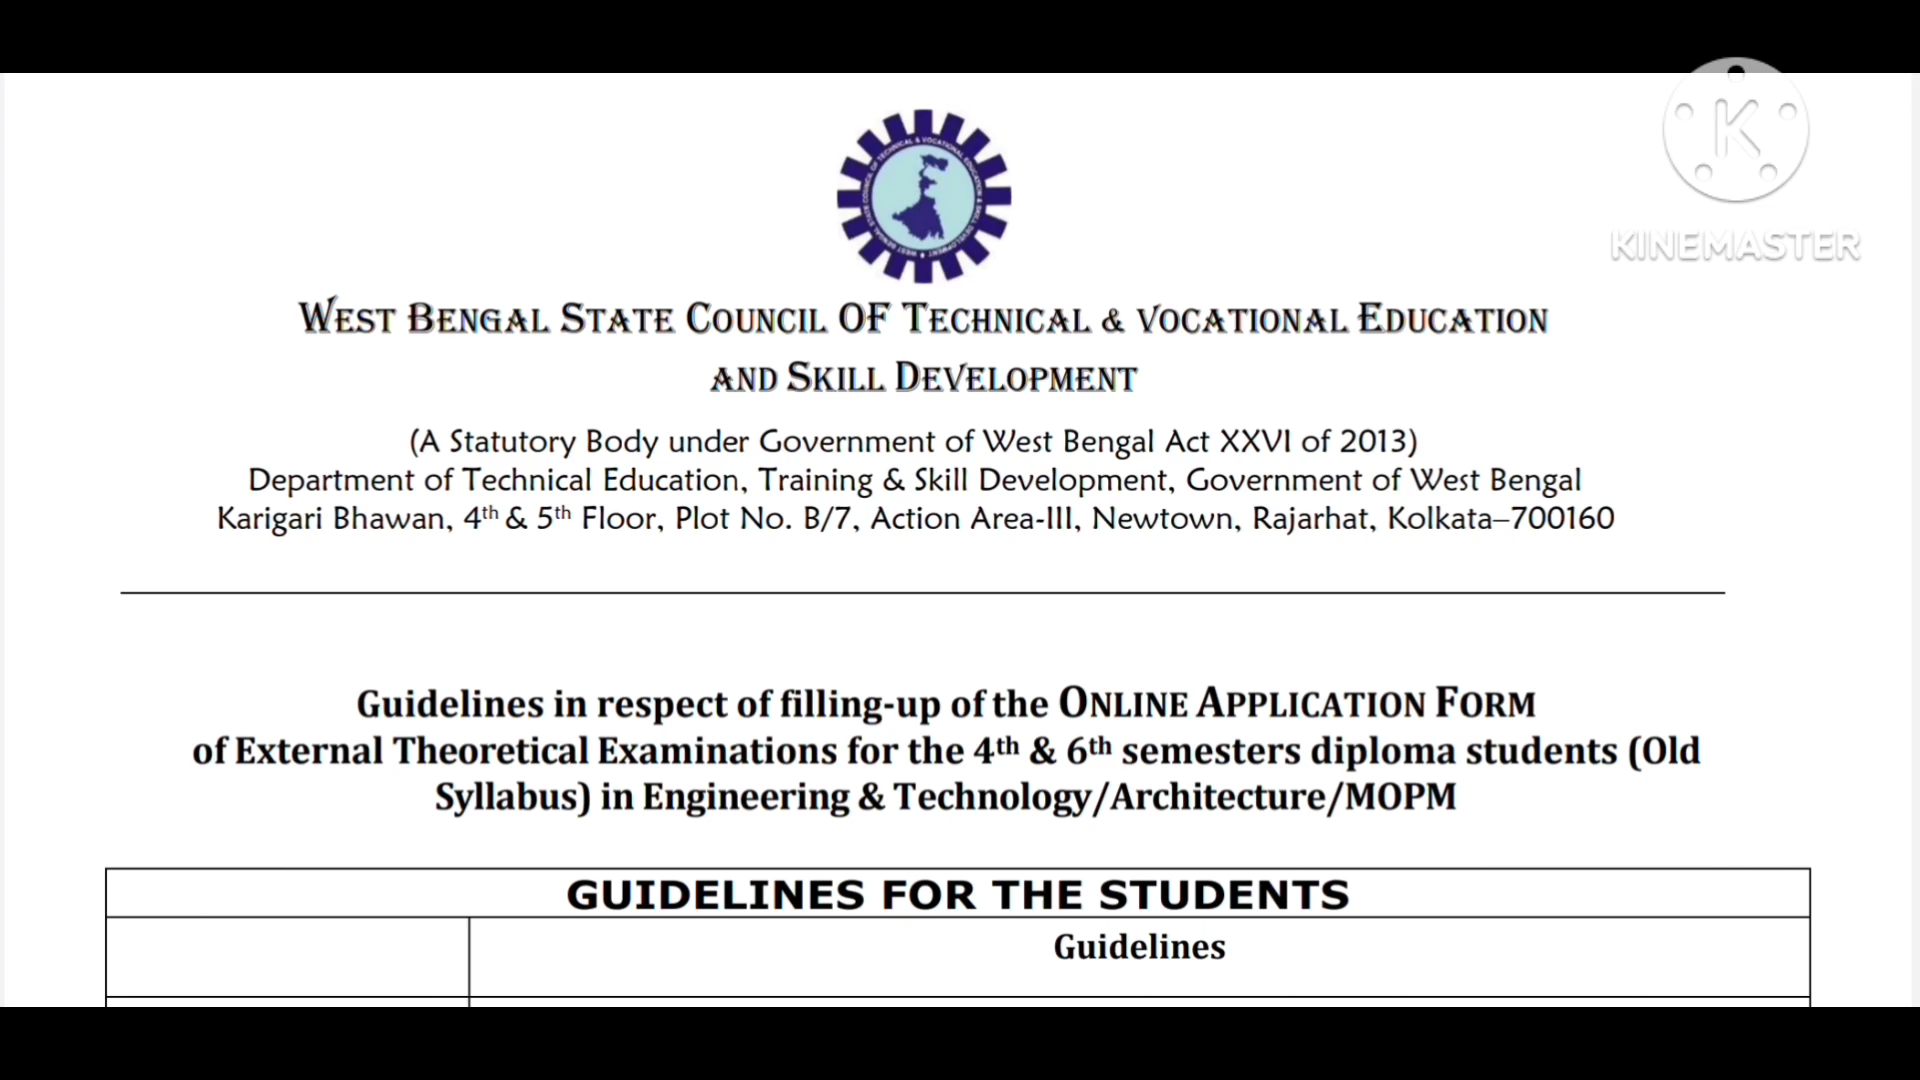 KINEMASTER
WEST BENGAL STATE COUNCIL OF TECHNICAL & VOCATIONAL EDUCATION
AND SKILL DEVELOPMENT
(A Statutory Body under Government of West Bengal Act XXVI of 2013)
Department of Technical Education, Training & Skill Development, Government of West Bengal
Karigari Bhawan, 4th & 5th Floor, Plot No. B/7, Action Area-III, Newtown, Rajarhat, Kolkata–700160
Guidelines in respect of filling-up of the ONLINE APPLICATION FORM
of External Theoretical Examinations for the 4th & 6th semesters diploma students (Old
Syllabus) in Engineering & Technology/Architecture/MOPM
GUIDELINES FOR THE STUDENTS
Guidelines